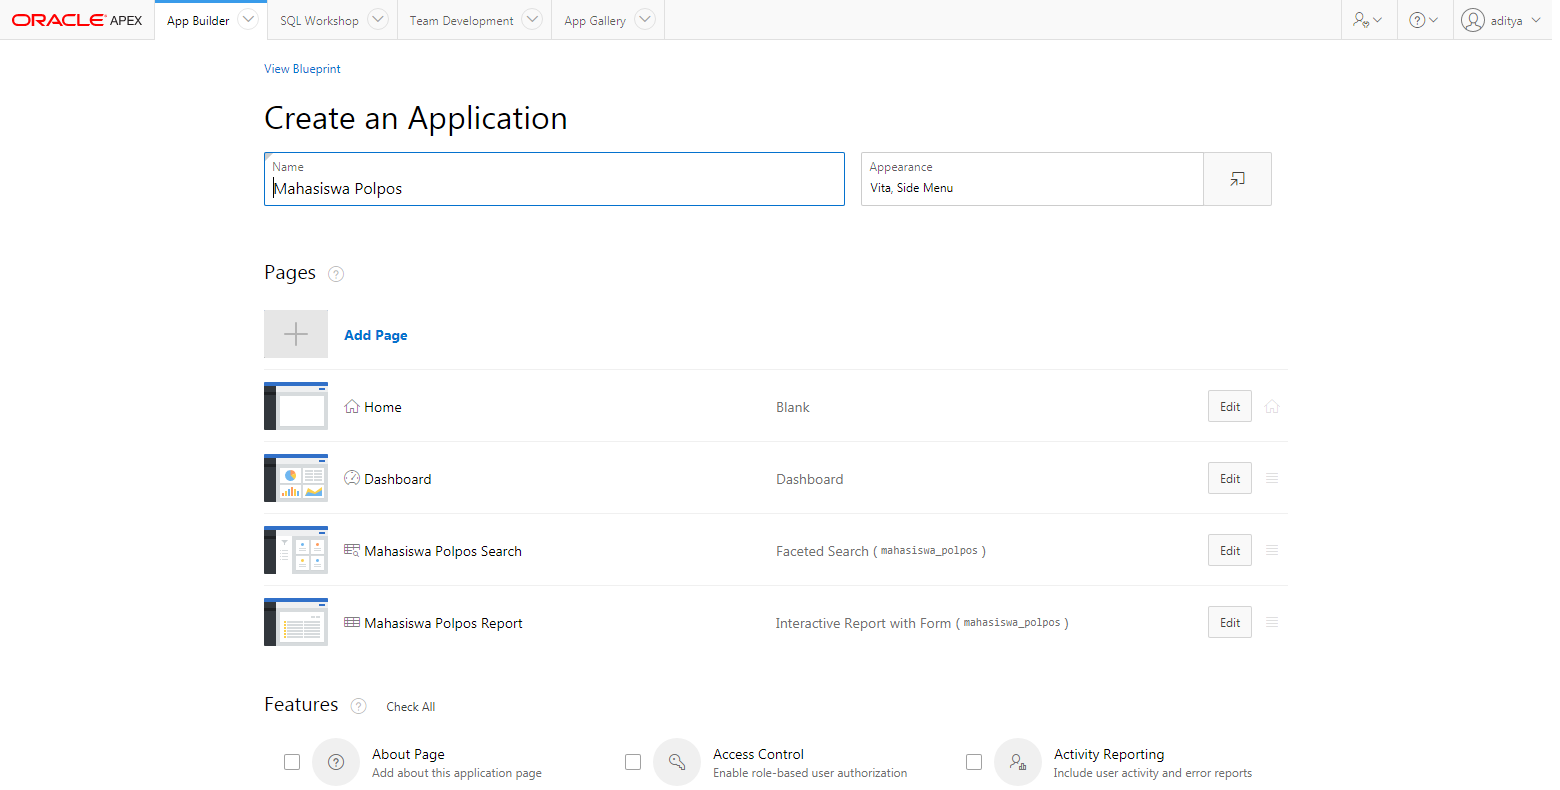 ORACLE APEX App Builder SQL Workshop Team Development App Gallery aditya
View Blueprint
Create an Application
Name
Mahasiswa Polpos
Appearance
Vita, Side Menu
Pages ?
Add Page
Home Blank Edit
Dashboard Dashboard Edit
Mahasiswa Polpos Search Faceted Search ( mahasiswa_polpos ) Edit
Mahasiswa Polpos Report Interactive Report with Form ( mahasiswa_polpos ) Edit
Features ? Check All
About Page
Add about this application page
Access Control
Enable role-based user authorization
Activity Reporting
Include user activity and error reports